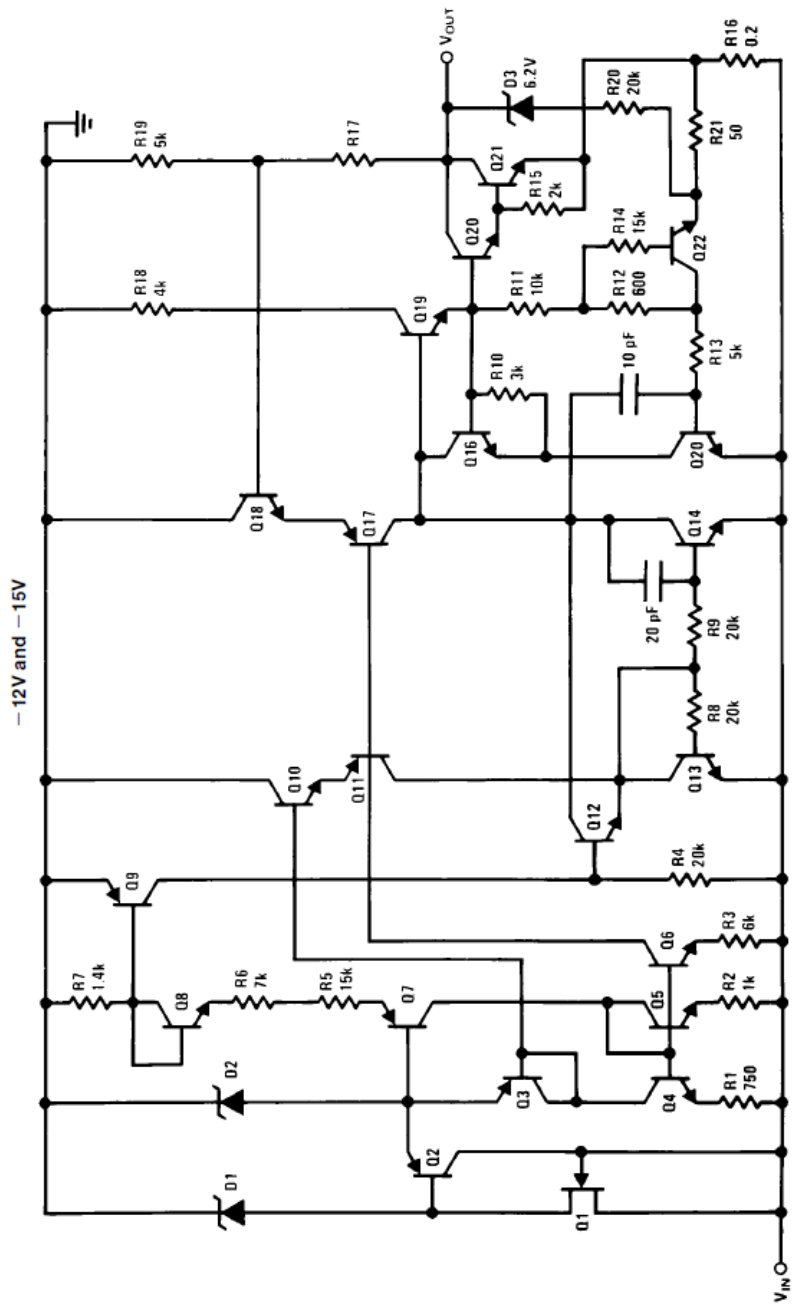 −12V and −15V
R7
1.4k
R18
4k
R19
5k
D1
D2
Q8
Q9
R6
7k
R5
15k
Q10
Q18
R17
VOUT
Q2
Q7
Q11
Q17
Q19
Q20
Q21
D3
6.2V
Q3
Q16
R10
3k
R11
10k
R15
2k
R20
20k
Q1
Q4
Q5
Q6
Q12
20 pF
10 pF
R12
600
R14
15k
R1
750
R2
1k
R3
6k
R4
20k
Q13
R8
20k
R9
20k
Q14
Q20
R13
5k
Q22
R21
50
R16
0.2
VIN